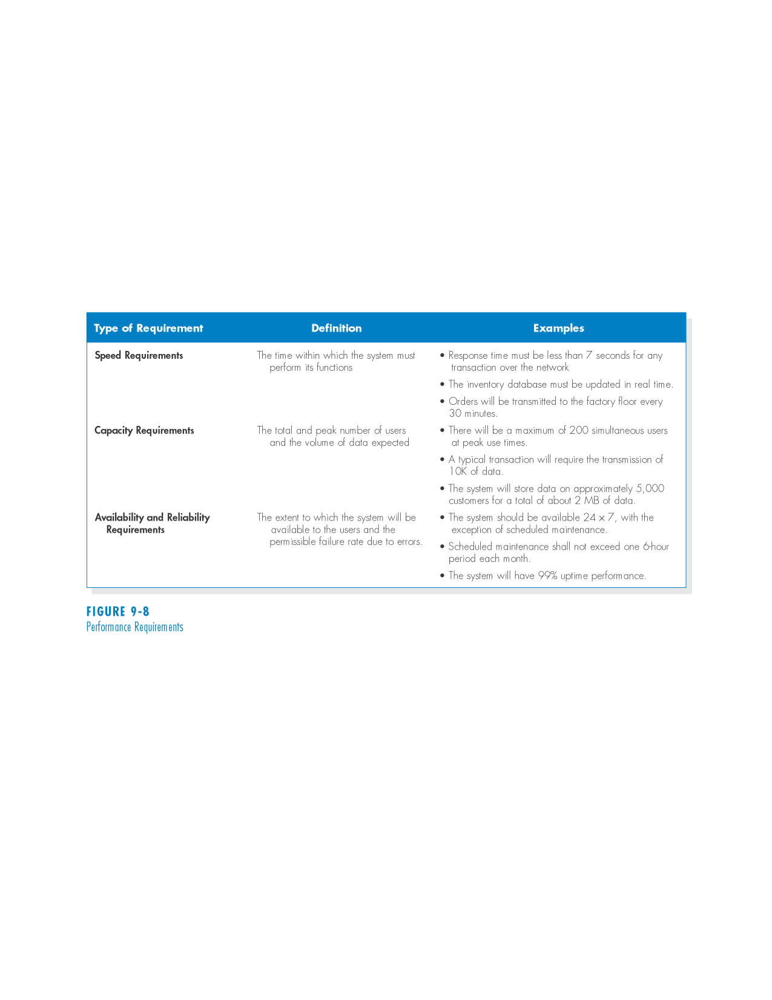 Type of Requirement Definition Examples
Speed Requirements
The time within which the system must
perform its functions
• Response time must be less than 7 seconds for any
transaction over the network
• The inventory database must be updated in real time.
• Orders will be transmitted to the factory floor every
30 minutes.
Capacity Requirements
The total and peak number of users
and the volume of data expected
• There will be a maximum of 200 simultaneous users
at peak use times.
• A typical transaction will require the transmission of
10K of data.
• The system will store data on approximately 5,000
customers for a total of about 2 MB of data.
Availability and Reliability
Requirements
The extent to which the system will be
available to the users and the
permissible failure rate due to errors.
• The system should be available 24 × 7, with the
exception of scheduled maintenance.
• Scheduled maintenance shall not exceed one 6-hour
period each month.
• The system will have 99% uptime performance.
FIGURE 9-8
Performance Requirements